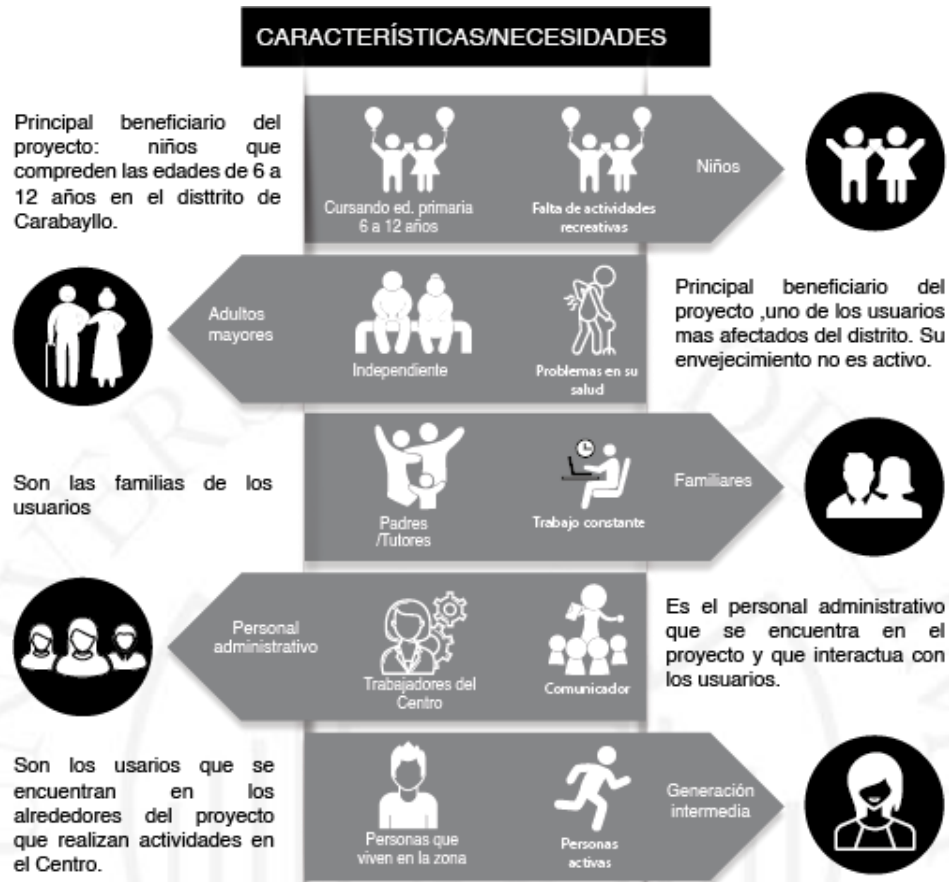 CARACTERÍSTICAS/NECESIDADES
Principal beneficiario del
proyecto: niños que
compreden las edades de 6 a
12 años en el disttrito de
Carabayllo.
Cursando ed. primaria
6 a 12 años
Falta de actividades
recreativas
Niños
Adultos
mayores
Independiente
Problemas en su
salud
Principal beneficiario del
proyecto ,uno de los usuarios
mas afectados del distrito. Su
envejecimiento no es activo.
Son las familias de los
usuarios
Padres
/Tutores
Trabajo constante
Familiares
Personal
administrativo
Trabajadores del
Centro
Comunicador
Es el personal administrativo
que se encuentra en el
proyecto y que interactua con
los usuarios.
Son los usarios que se
encuentran en los
alrededores del proyecto
que realizan actividades en
el Centro.
Personas que
viven en la zona
Personas
activas
Generación
intermedia